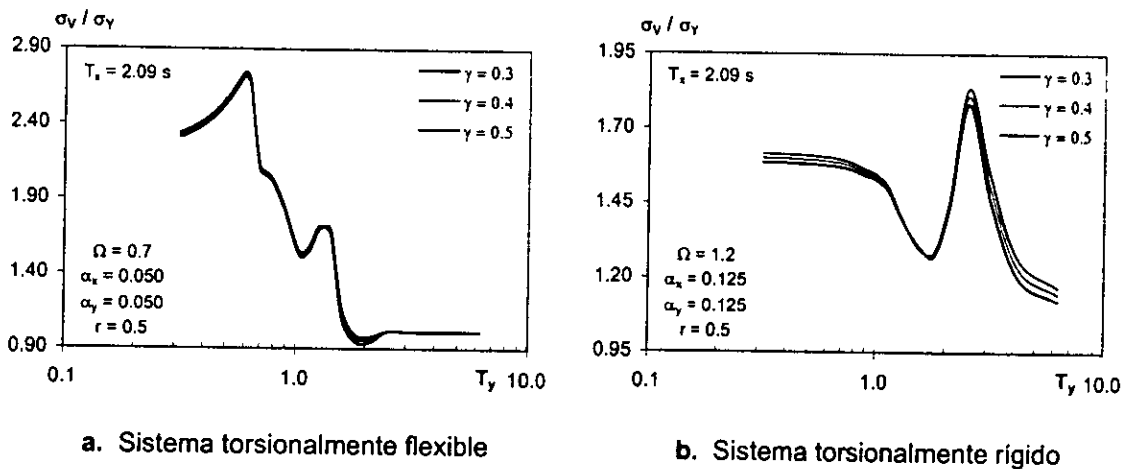 σV / σY
2.90
2.40
1.90
1.40
0.90
0.1
1.0
Ty
10.0
Tx = 2.09 s
γ = 0.3
γ = 0.4
γ = 0.5
Ω = 0.7
αx = 0.050
αy = 0.050
r = 0.5
a. Sistema torsionalmente flexible
σV / σY
1.95
1.70
1.45
1.20
0.95
0.1
1.0
Ty
10.0
Tx = 2.09 s
γ = 0.3
γ = 0.4
γ = 0.5
Ω = 1.2
αx = 0.125
αy = 0.125
r = 0.5
b. Sistema torsionalmente rígido